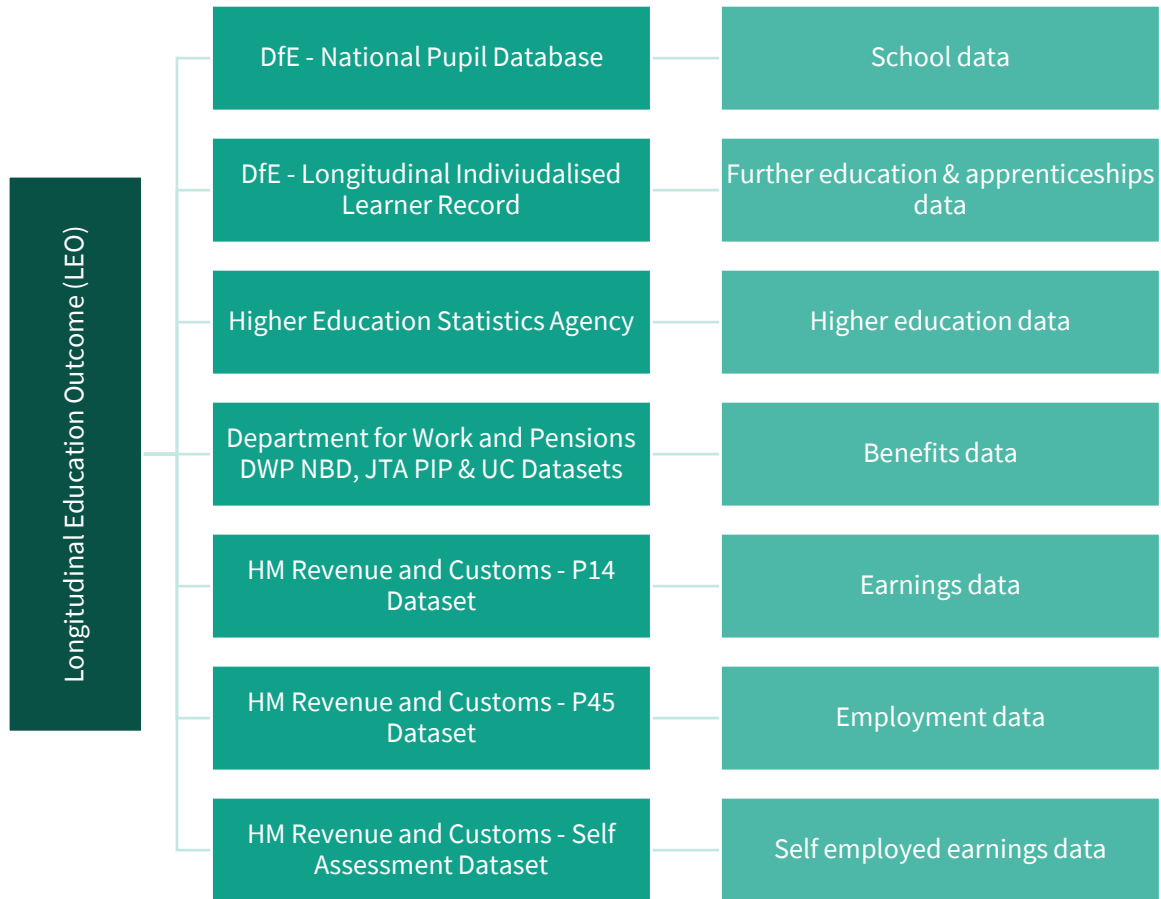 Longitudinal Education Outcome (LEO)
DfE - National Pupil Database
School data
DfE - Longitudinal Indiviudalised
Learner Record
Further education & apprenticeships
data
Higher Education Statistics Agency
Higher education data
Department for Work and Pensions
DWP NBD, JTA PIP & UC Datasets
Benefits data
HM Revenue and Customs - P14
Dataset
Earnings data
HM Revenue and Customs - P45
Dataset
Employment data
HM Revenue and Customs - Self
Assessment Dataset
Self employed earnings data